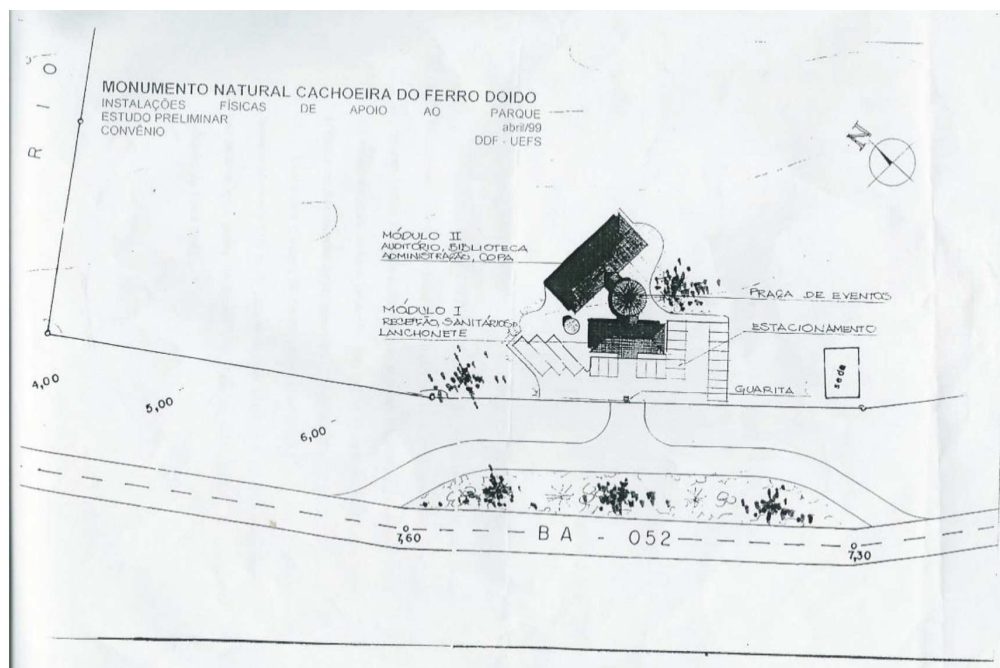 RIO
MONUMENTO NATURAL CACHOEIRA DO FERRO DOIDO
INSTALAÇÕES FÍSICAS DE APOIO AO PARQUE
ESTUDO PRELIMINAR
abril/99
CONVÊNIO
DDF - UEFS
N
MÓDULO II
AUDITÓRIO, BIBLIOTECA
ADMINISTRAÇÃO, COPA
PRAÇA DE EVENTOS
MÓDULO I
RECEPÇÃO, SANITÁRIOS
LANCHONETE
ESTACIONAMENTO
sede
GUARITA
4,00
5,00
6,00
7,60
BA - 052
7,30